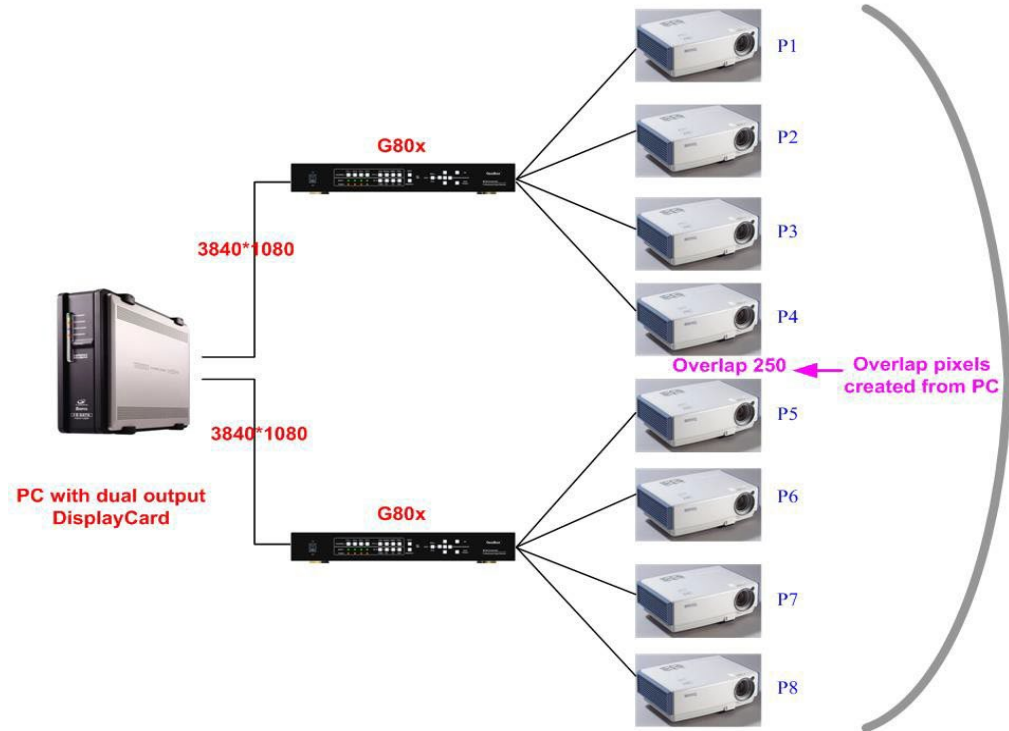 P1
P2
G80x
P3
3840*1080
P4
Overlap 250
Overlap pixels
created from PC
P5
3840*1080
PC with dual output
DisplayCard
G80x
P6
P7
P8